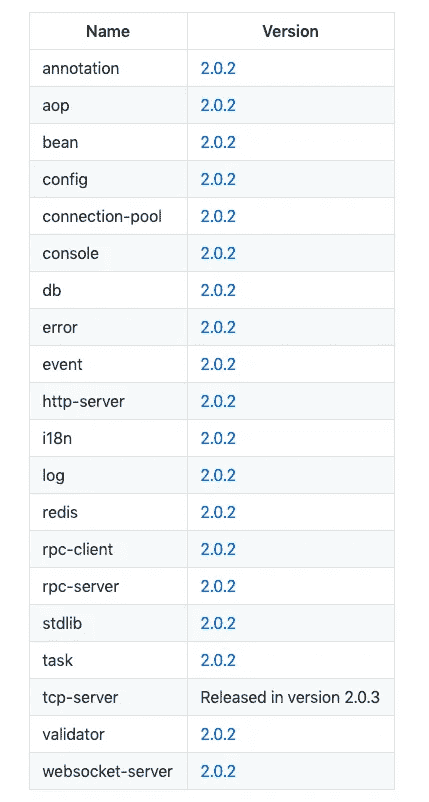 Name Version
annotation 2.0.2
aop 2.0.2
bean 2.0.2
config 2.0.2
connection-pool 2.0.2
console 2.0.2
db 2.0.2
error 2.0.2
event 2.0.2
http-server 2.0.2
i18n 2.0.2
log 2.0.2
redis 2.0.2
rpc-client 2.0.2
rpc-server 2.0.2
stdlib 2.0.2
task 2.0.2
tcp-server Released in version 2.0.3
validator 2.0.2
websocket-server 2.0.2